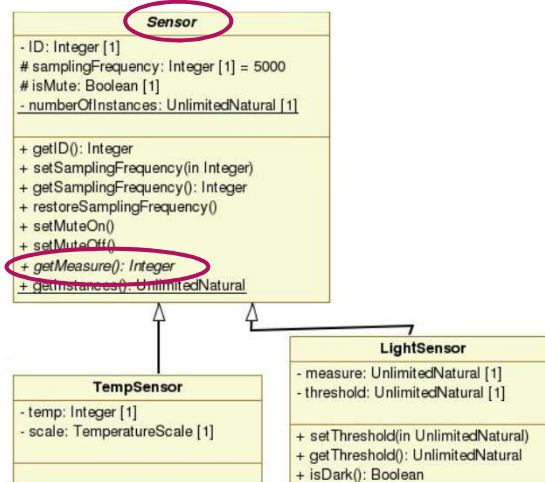 Sensor
- ID: Integer [1]
# samplingFrequency: Integer [1] = 5000
# isMute: Boolean [1]
- numberOfInstances: UnlimitedNatural [1]
+ getID(): Integer
+ setSamplingFrequency(in Integer)
+ getSamplingFrequency(): Integer
+ restoreSamplingFrequency()
+ setMuteOn()
+ setMuteOff()
+ getMeasure(): Integer
+ getInstances(): UnlimitedNatural
TempSensor
- temp: Integer [1]
- scale: TemperatureScale [1]
LightSensor
- measure: UnlimitedNatural [1]
- threshold: UnlimitedNatural [1]
+ setThreshold(in UnlimitedNatural)
+ getThreshold(): UnlimitedNatural
+ isDark(): Boolean